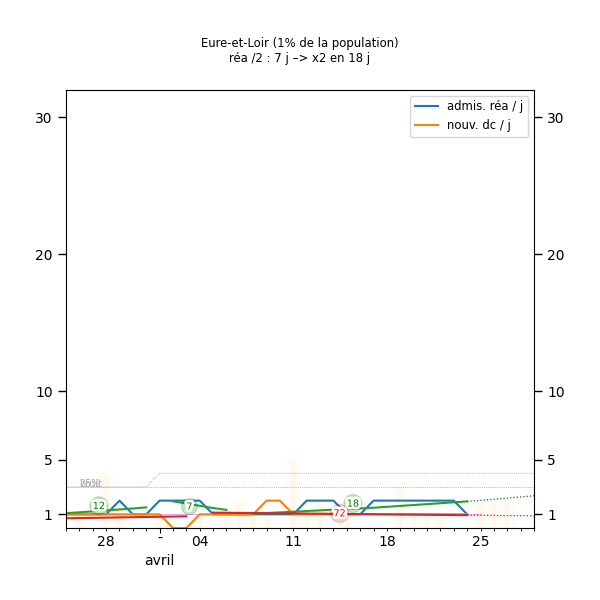 Eure-et-Loir (1% de la population)
réa /2 : 7 j –> x2 en 18 j
admis. réa / j
nouv. dc / j
30 30
20 20
10 10
5 5
1 1
12
7
18
72
28 - 04 11 18 25
avril